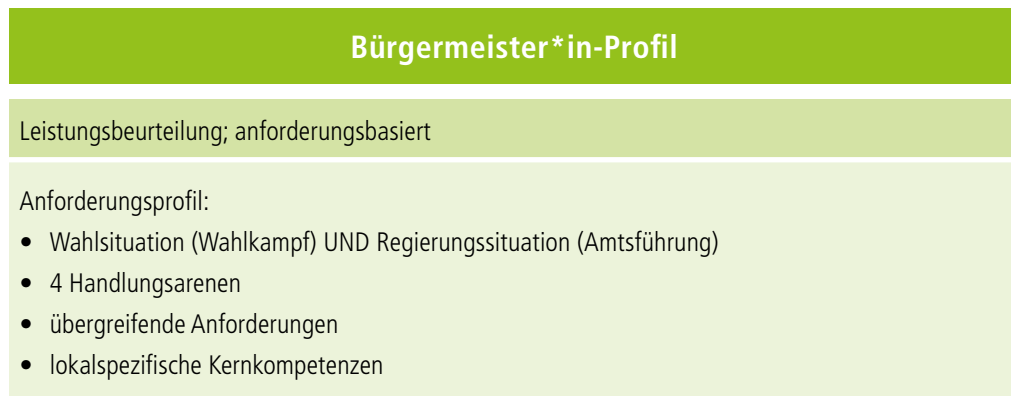 Bürgermeister*in-Profil
Leistungsbeurteilung; anforderungsbasiert
Anforderungsprofil:
• Wahlsituation (Wahlkampf) UND Regierungssituation (Amtsführung)
• 4 Handlungsarenen
• übergreifende Anforderungen
• lokalspezifische Kernkompetenzen